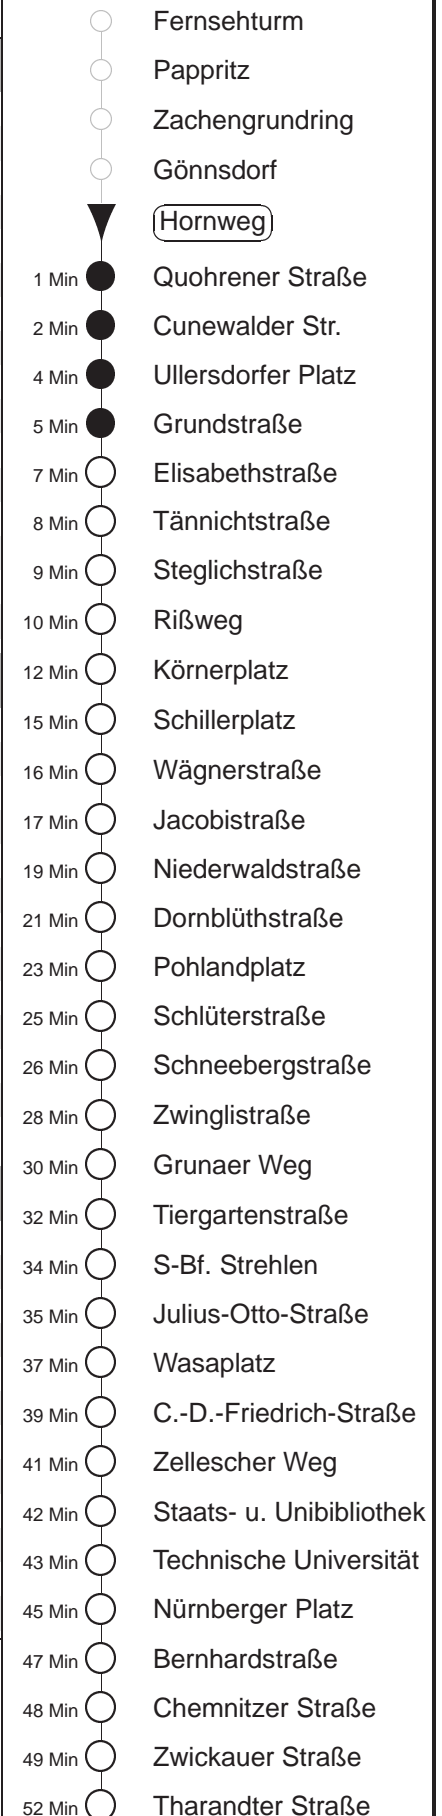 Fernsehturm
Pappritz
Zachengrundring
Gönnsdorf
Hornweg
1 Min Quohrener Straße
2 Min Cunewalder Str.
4 Min Ullersdorfer Platz
5 Min Grundstraße
7 Min Elisabethstraße
8 Min Tännichtstraße
9 Min Steglichstraße
10 Min Rißweg
12 Min Körnerplatz
15 Min Schillerplatz
16 Min Wägnerstraße
17 Min Jacobistraße
19 Min Niederwaldstraße
21 Min Dornblüthstraße
23 Min Pohlandplatz
25 Min Schlüterstraße
26 Min Schneebergstraße
28 Min Zwinglistraße
30 Min Grunaer Weg
32 Min Tiergartenstraße
34 Min S-Bf. Strehlen
35 Min Julius-Otto-Straße
37 Min Wasaplatz
39 Min C.-D.-Friedrich-Straße
41 Min Zellescher Weg
42 Min Staats- u. Unibibliothek
43 Min Technische Universität
45 Min Nürnberger Platz
47 Min Bernhardstraße
48 Min Chemnitzer Straße
49 Min Zwickauer Straße
52 Min Tharandter Straße